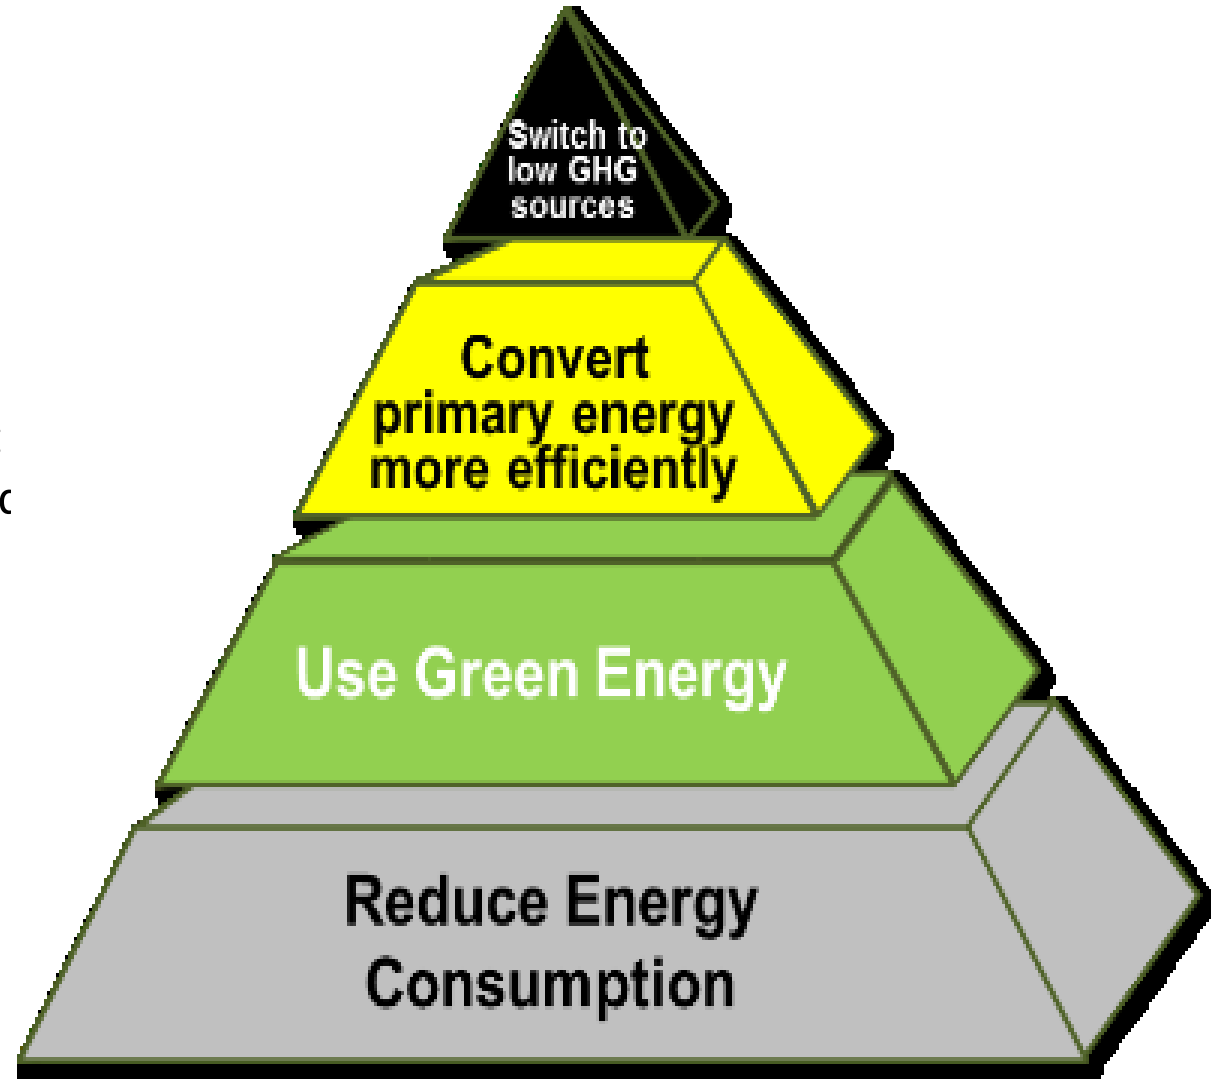 Switch to
low GHG
sources
Convert
primary energy
more efficiently
Use Green Energy
Reduce Energy
Consumption